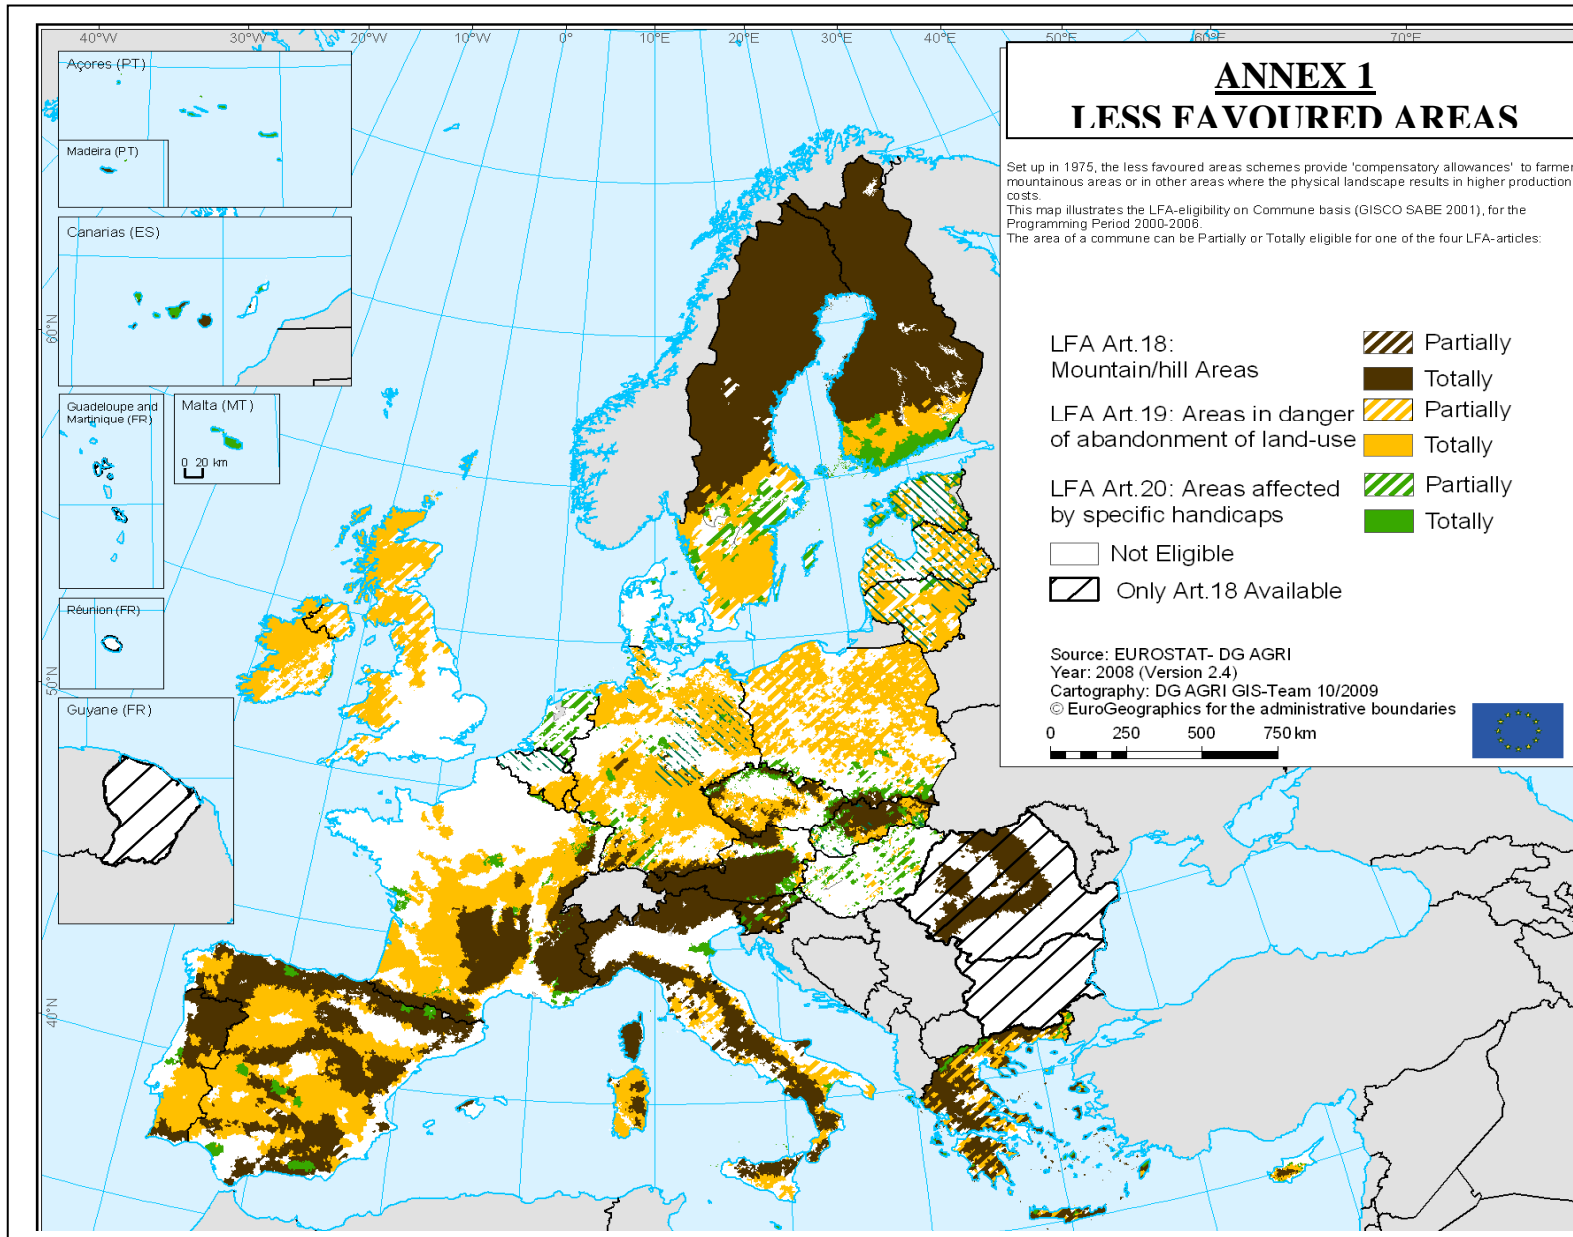 40°W 30°W 20°W 10°W 0° 10°E 20°E 30°E 40°E 50°E 60°E 70°E
Açores (PT)
Madeira (PT)
Canarias (ES)
Guadeloupe and
Martinique (FR)
Malta (MT)
0 20 km
Réunion (FR)
Guyane (FR)
60°N
50°N
40°N
ANNEX 1
LESS FAVOURED AREAS
Set up in 1975, the less favoured areas schemes provide 'compensatory allowances' to farmer
mountainous areas or in other areas where the physical landscape results in higher production
costs.
This map illustrates the LFA-eligibility on Commune basis (GISCO SABE 2001), for the
Programming Period 2000-2006.
The area of a commune can be Partially or Totally eligible for one of the four LFA-articles:
LFA Art.18: Partially
Mountain/hill Areas Totally
LFA Art.19: Areas in danger Partially
of abandonment of land-use Totally
LFA Art.20: Areas affected Partially
by specific handicaps Totally
Not Eligible
Only Art.18 Available
Source: EUROSTAT- DG AGRI
Year: 2008 (Version 2.4)
Cartography: DG AGRI GIS-Team 10/2009
© EuroGeographics for the administrative boundaries
0 250 500 750 km